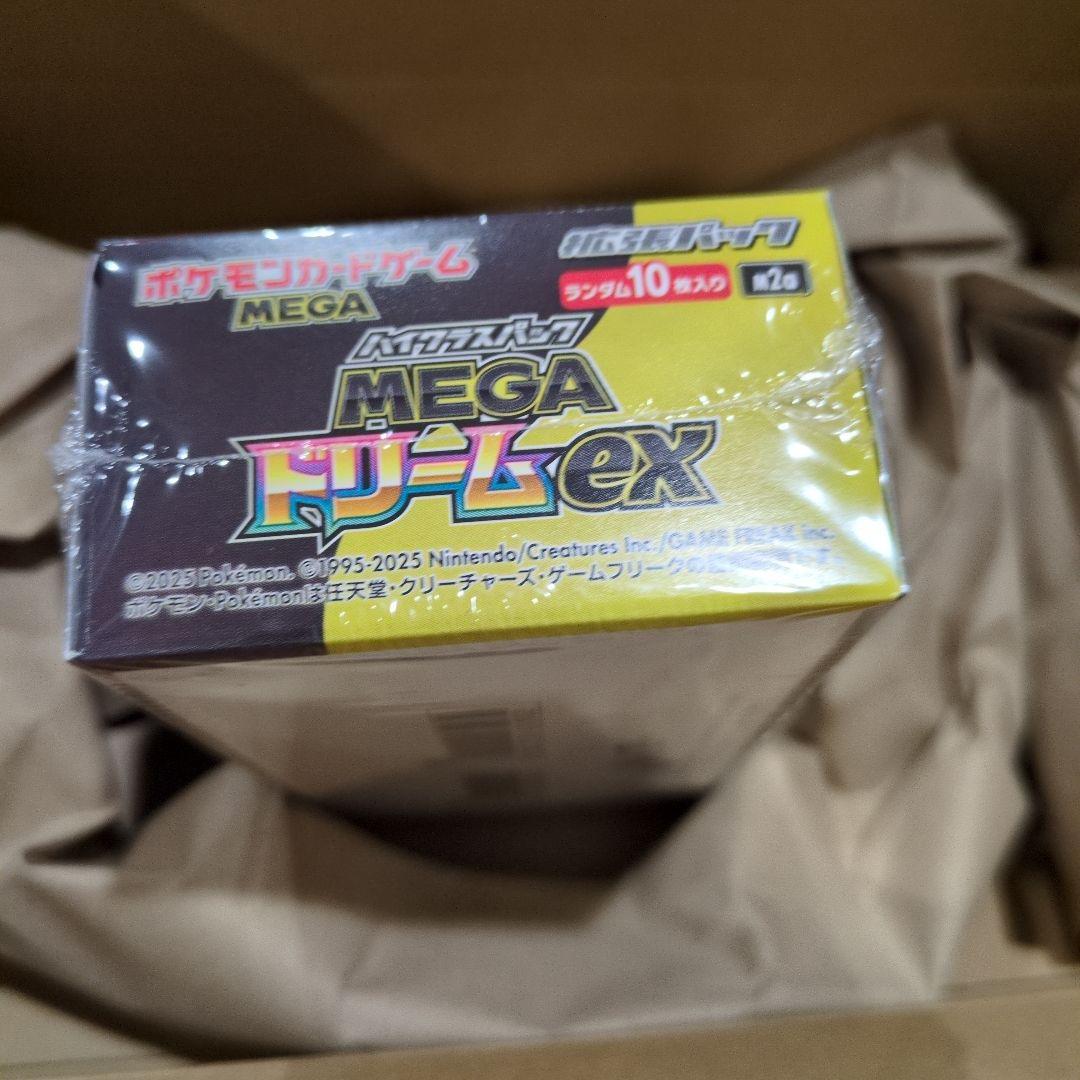 ポケモンカードゲーム
MEGA
拡張パック
ランダム10枚入り
ハイクラスパック
MEGA
ドリームex
©2025 Pokémon. ©1995-2025 Nintendo/Creatures Inc./GAME FREAK inc.
ポケモン・Pokémonは任天堂・クリーチャーズ・ゲームフリークの